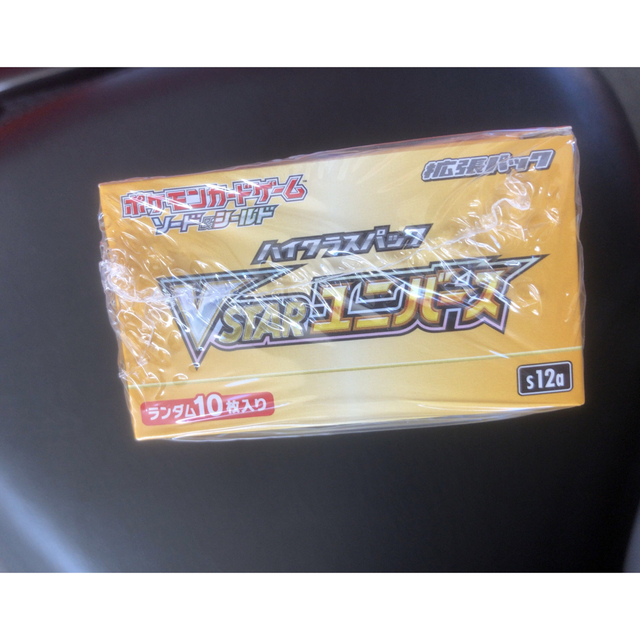 ポケモンカードゲーム
ソード&シールド
拡張パック
ハイクラスパック
VSTARユニバース
s12a
ランダム10枚入り